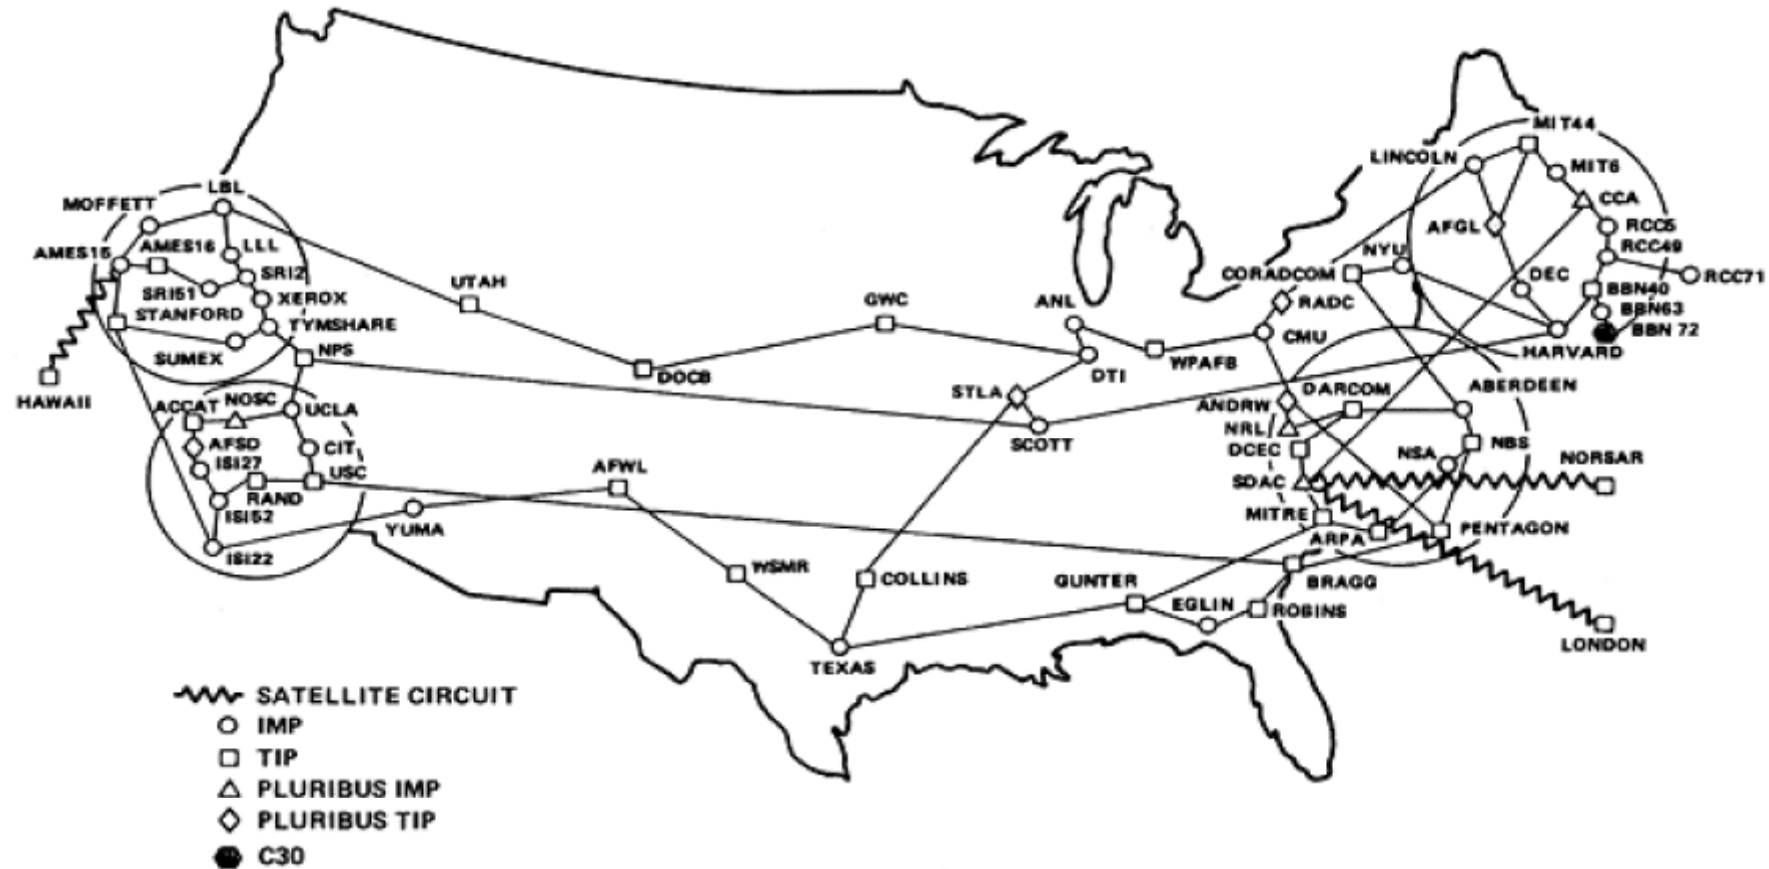 MIT44
LINCOLN
MIT6
CCA
AFGL
RCC5
RCC49
RCC71
DEC
BBN40
BBN63
BBN 72
HARVARD
NYU
CORADCOM
RADC
CMU
LBL
MOFFETT
AMES15
AMES16
LLL
SRI2
SRI51
XEROX
STANFORD
TYMSHARE
SUMEX
NPS
HAWAII
UTAH
GWC
ANL
DOCB
DTI
WPAFB
STLA
SCOTT
DARCOM
ABERDEEN
ANDRW
NRL
DCEC
NBS
NSA
NORSAR
SDAC
MITRE
ARPA
PENTAGON
ACCAT
NOSC
UCLA
AFSD
CIT
ISI27
USC
RAND
ISI52
ISI22
AFWL
YUMA
WSMR
COLLINS
GUNTER
BRAGG
EGLIN
ROBINS
LONDON
TEXAS
SATELLITE CIRCUIT
IMP
TIP
PLURIBUS IMP
PLURIBUS TIP
C30